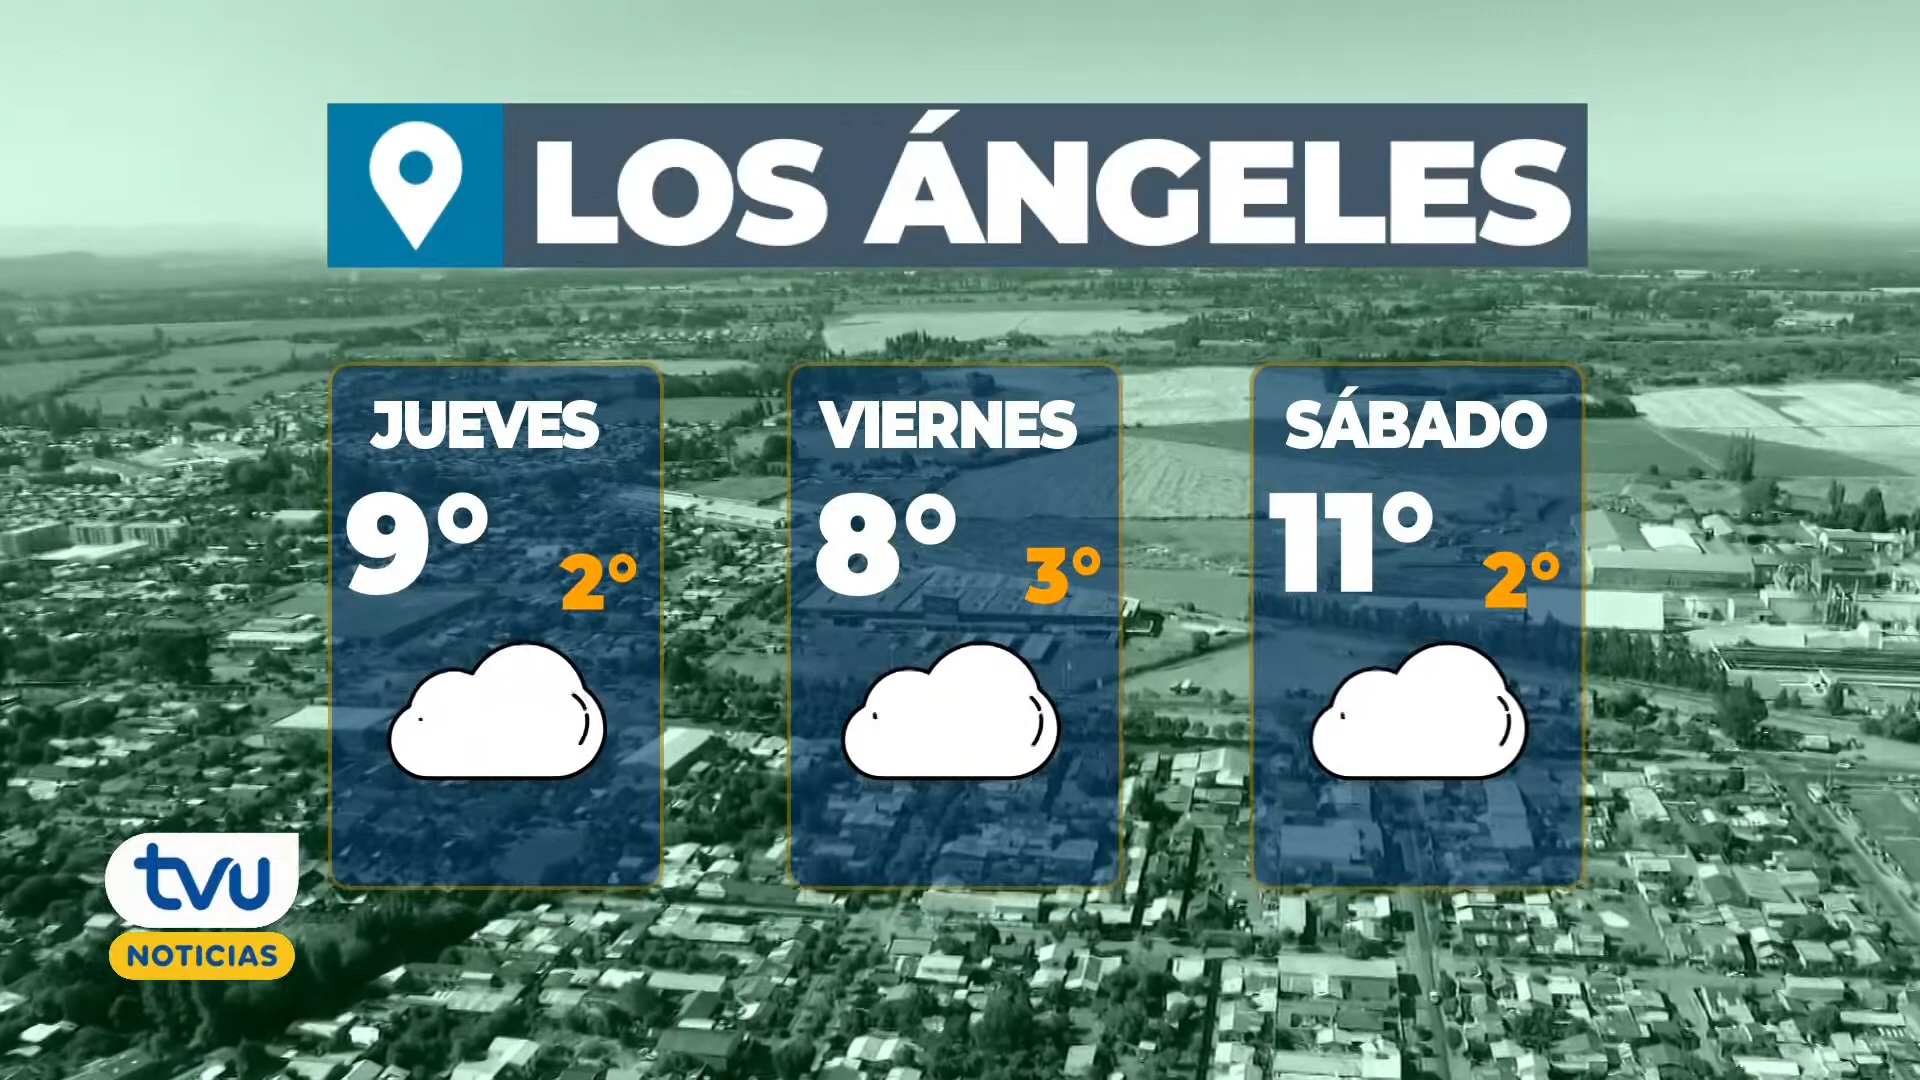 LOS ÁNGELES
JUEVES
9°
2°
VIERNES
8°
3°
SÁBADO
11°
2°
tvu
NOTICIAS